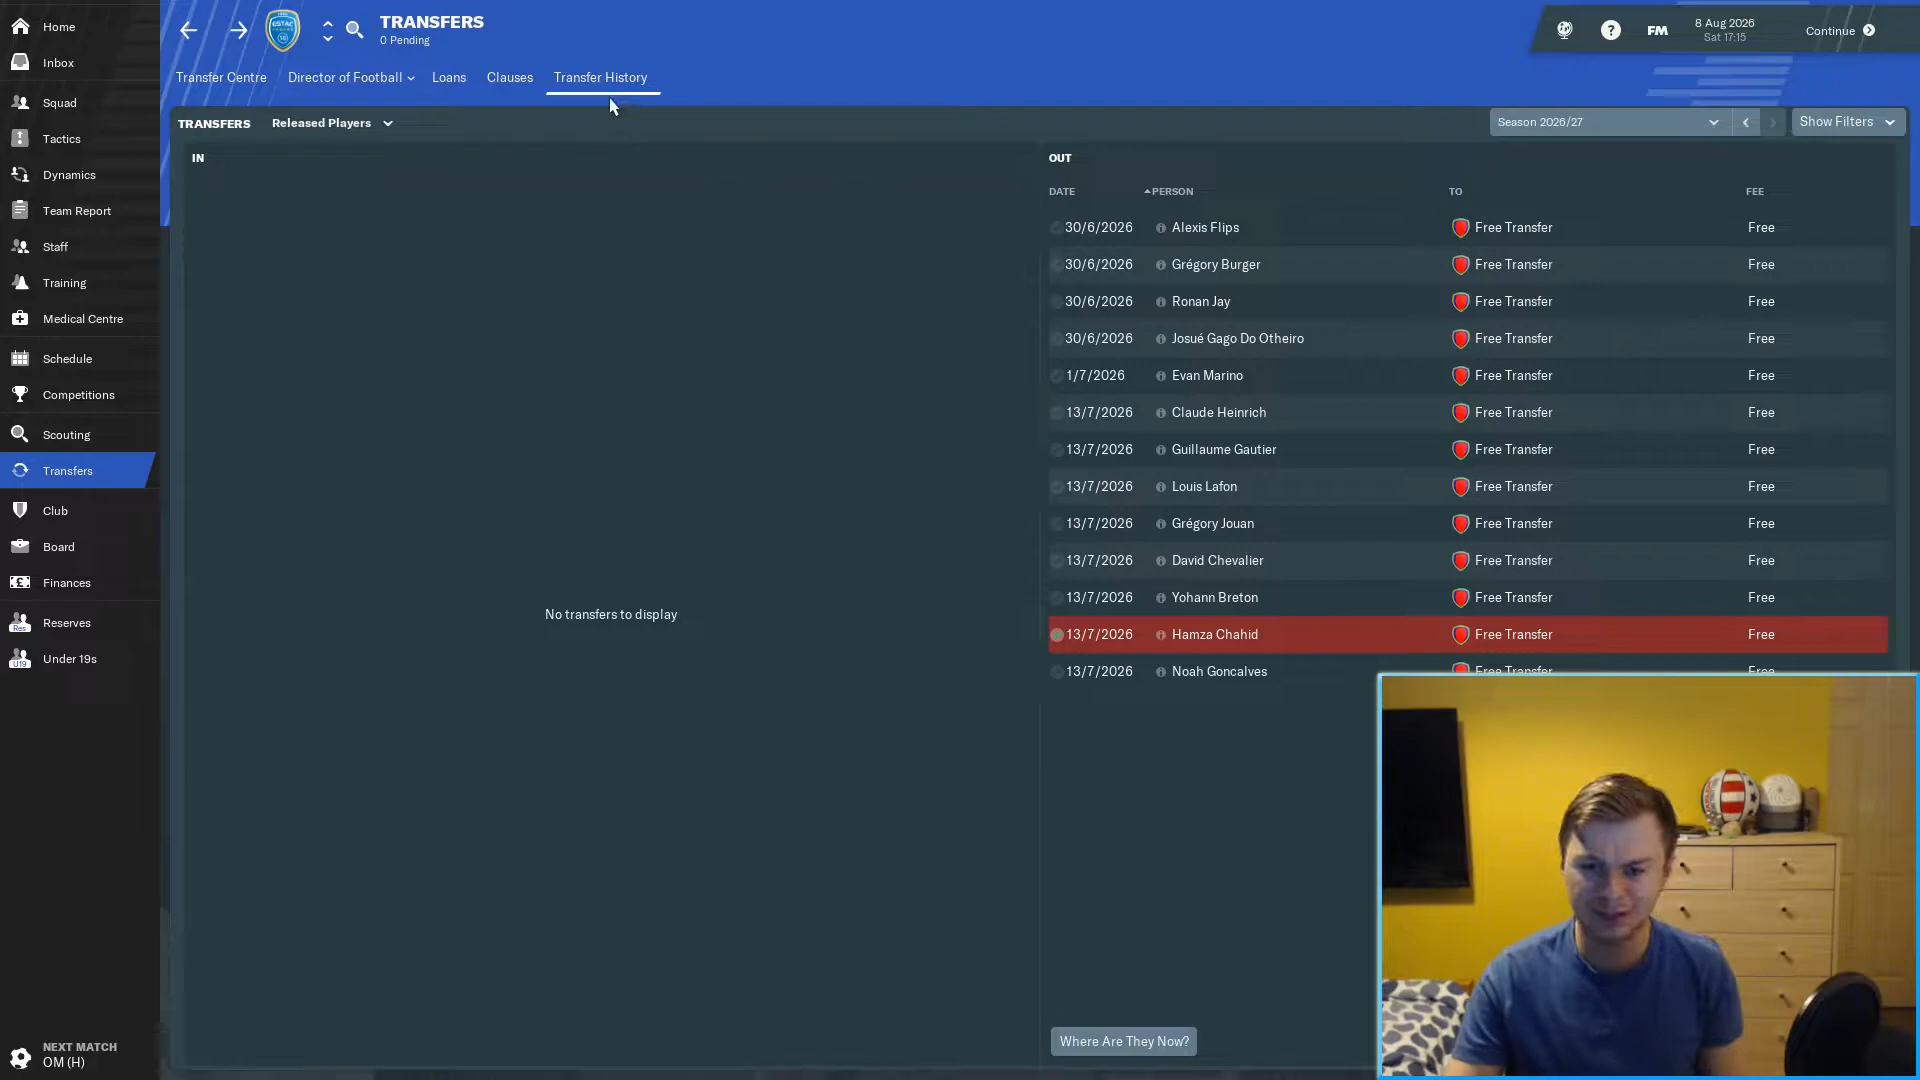 Home
Inbox
Squad
Tactics
Dynamics
Team Report
Staff
Training
Medical Centre
Schedule
Competitions
Scouting
Transfers
Club
Board
Finances
Res
Reserves
U19
Under 19s
NEXT MATCH
OM (H)
ESTAC
TRANSFERS
0 Pending
FM
8 Aug 2026
Sat 17:15
Continue
Transfer Centre Director of Football Loans Clauses Transfer History
TRANSFERS Released Players
Season 2026/27
Show Filters
IN
No transfers to display
OUT
DATE PERSON TO FEE
30/6/2026 Alexis Flips Free Transfer Free
30/6/2026 Grégory Burger Free Transfer Free
30/6/2026 Ronan Jay Free Transfer Free
30/6/2026 Josué Gago Do Otheiro Free Transfer Free
1/7/2026 Evan Marino Free Transfer Free
13/7/2026 Claude Heinrich Free Transfer Free
13/7/2026 Guillaume Gautier Free Transfer Free
13/7/2026 Louis Lafon Free Transfer Free
13/7/2026 Grégory Jouan Free Transfer Free
13/7/2026 David Chevalier Free Transfer Free
13/7/2026 Yohann Breton Free Transfer Free
13/7/2026 Hamza Chahid Free Transfer Free
13/7/2026 Noah Goncalves Free Transfer Free
Where Are They Now?